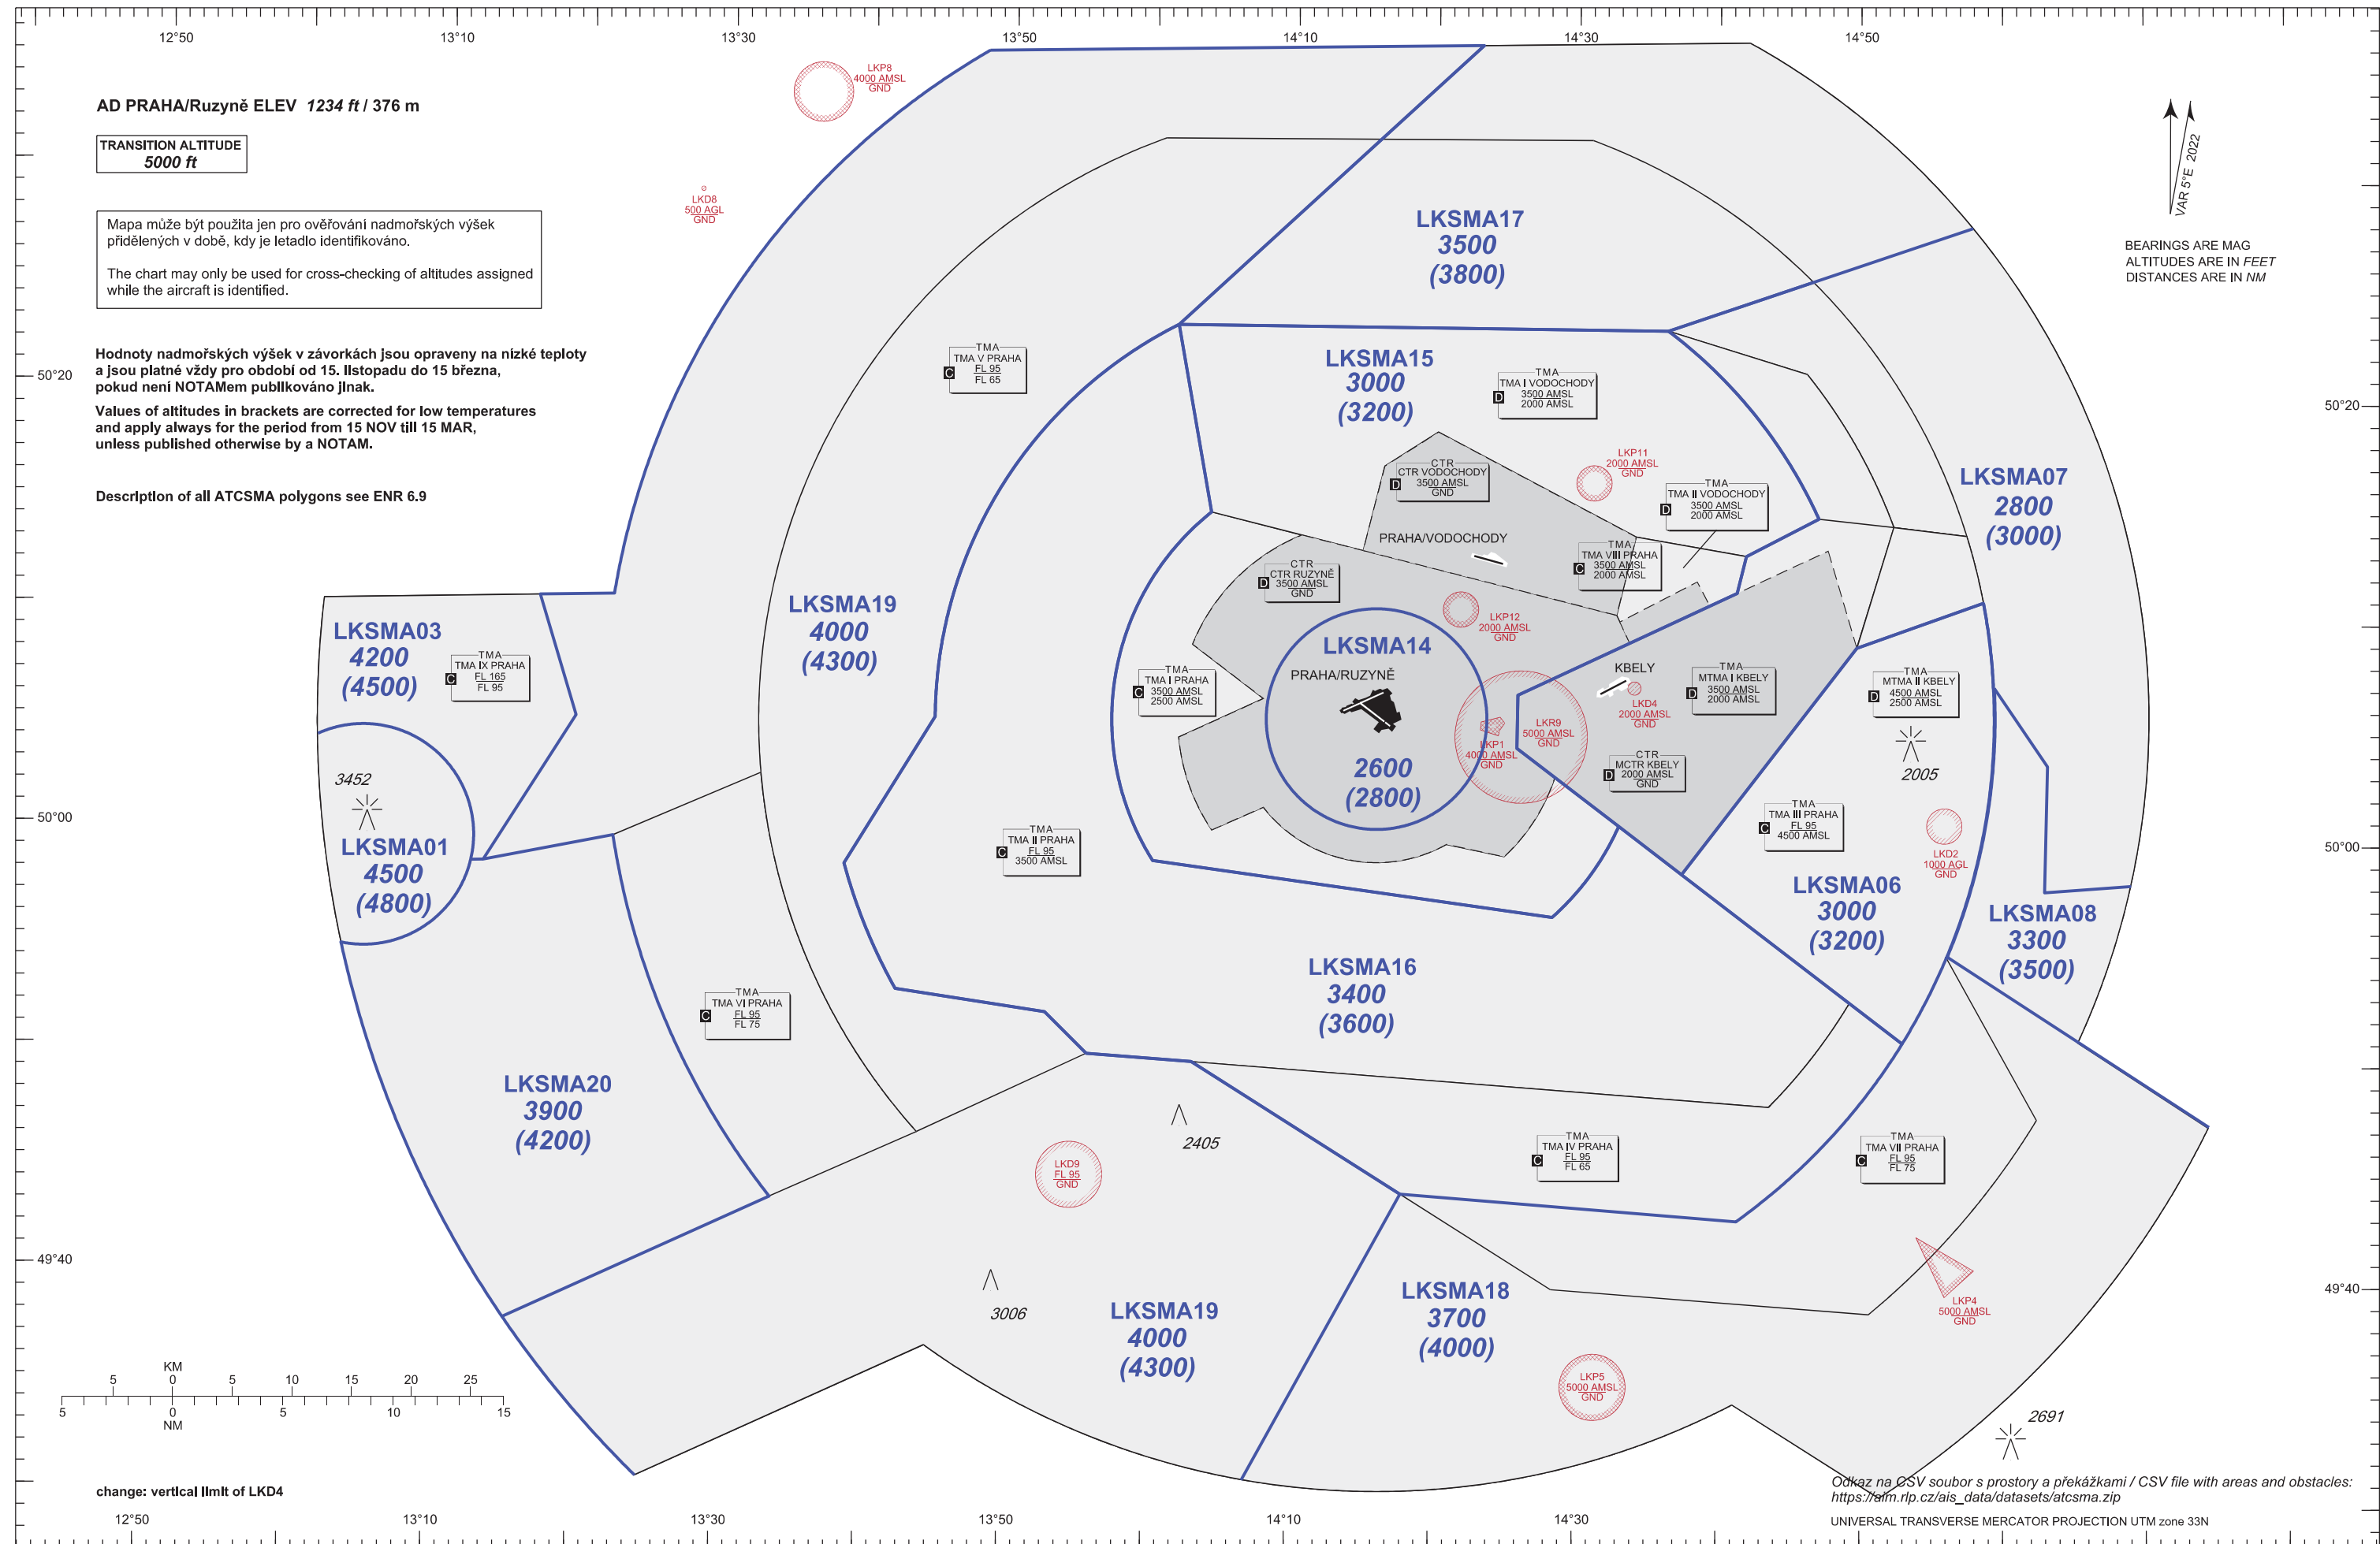 12°50 13°10 13°30 13°50 14°10 14°30 14°50
AD PRAHA/Ruzyně ELEV 1234 ft / 376 m
TRANSITION ALTITUDE
5000 ft
Mapa může být použita jen pro ověřování nadmořských výšek
přidělených v době, kdy je letadlo identifikováno.
The chart may only be used for cross-checking of altitudes assigned
while the aircraft is identified.
Hodnoty nadmořských výšek v závorkách jsou opraveny na nízké teploty
a jsou platné vždy pro období od 15. listopadu do 15 března,
pokud není NOTAMem publikováno jinak.
Values of altitudes in brackets are corrected for low temperatures
and apply always for the period from 15 NOV till 15 MAR,
unless published otherwise by a NOTAM.
Description of all ATCSMA polygons see ENR 6.9
LKP8
4000 AMSL
GND
LKD8
500 AGL
GND
VAR 5°E 2022
BEARINGS ARE MAG
ALTITUDES ARE IN FEET
DISTANCES ARE IN NM
50°20
50°20
LKSMA17
3500
(3800)
TMA
TMA V PRAHA
FL 95
FL 65
C
LKSMA15
3000
(3200)
TMA
TMA I VODOCHODY
3500 AMSL
2000 AMSL
D
CTR
CTR VODOCHODY
3500 AMSL
GND
D
LKP11
2000 AMSL
GND
TMA
TMA II VODOCHODY
3500 AMSL
2000 AMSL
D
LKSMA07
2800
(3000)
PRAHA/VODOCHODY
TMA
TMA VIII PRAHA
3500 AMSL
2000 AMSL
C
CTR
CTR RUZYNĚ
3500 AMSL
GND
D
LKP12
2000 AMSL
GND
LKSMA03
4200
(4500)
TMA
TMA IX PRAHA
FL 165
FL 95
C
LKSMA19
4000
(4300)
LKSMA14
PRAHA/RUZYNĚ
2600
(2800)
TMA
TMA I PRAHA
3500 AMSL
2500 AMSL
C
KBELY
LKD4
2000 AMSL
GND
TMA
MTMA I KBELY
3500 AMSL
2000 AMSL
D
TMA
MTMA II KBELY
4500 AMSL
2500 AMSL
D
LKR9
5000 AMSL
GND
LKP1
4000 AMSL
GND
CTR
MCTR KBELY
2000 AMSL
GND
D
2005
3452
50°00
50°00
LKSMA01
4500
(4800)
TMA
TMA II PRAHA
FL 95
3500 AMSL
C
TMA
TMA III PRAHA
FL 95
4500 AMSL
C
LKD2
1000 AGL
GND
LKSMA06
3000
(3200)
LKSMA08
3300
(3500)
LKSMA16
3400
(3600)
TMA
TMA VI PRAHA
FL 95
FL 75
C
LKSMA20
3900
(4200)
2405
TMA
TMA IV PRAHA
FL 95
FL 65
C
TMA
TMA VII PRAHA
FL 95
FL 75
C
LKD9
FL 95
GND
49°40
49°40
3006
LKSMA19
4000
(4300)
LKSMA18
3700
(4000)
LKP4
5000 AMSL
GND
LKP5
5000 AMSL
GND
2691
KM
5 0 5 10 15 20 25
5 0 5 10 15
NM
change: vertical limit of LKD4
Odkaz na CSV soubor s prostory a překážkami / CSV file with areas and obstacles:
https://aim.rlp.cz/ais_data/datasets/atcsma.zip
UNIVERSAL TRANSVERSE MERCATOR PROJECTION UTM zone 33N
12°50 13°10 13°30 13°50 14°10 14°30